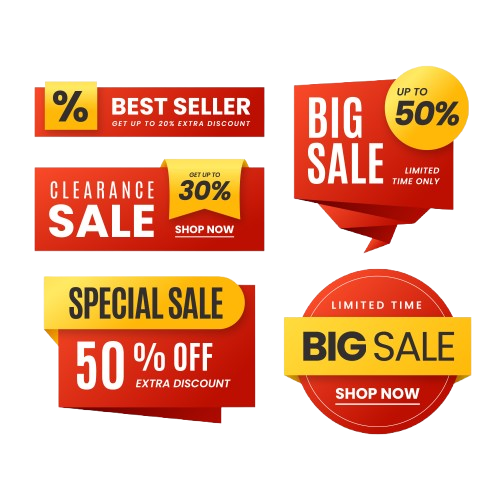 %
BEST SELLER
GET UP TO 20% EXTRA DISCOUNT
UP TO
50%
BIG
SALE
LIMITED
TIME ONLY
CLEARANCE
SALE
GET UP TO
30%
SHOP NOW
SPECIAL SALE
50% OFF
EXTRA DISCOUNT
LIMITED TIME
BIG SALE
SHOP NOW